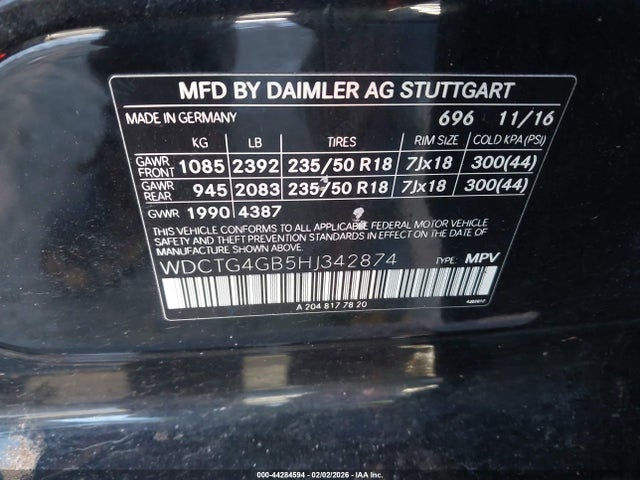 MFD BY DAIMLER AG STUTTGART
MADE IN GERMANY 696 11/16
KG LB TIRES RIM SIZE COLD KPA (PSI)
GAWR FRONT 1085 2392 235/50 R18 7Jx18 300(44)
GAWR REAR 945 2083 235/50 R18 7Jx18 300(44)
GVWR 1990 4387
THIS VEHICLE CONFORMS TO ALL APPLICABLE FEDERAL MOTOR VEHICLE
SAFETY, BUMPER, AND THEFT PREVENTION STANDARDS IN EFFECT ON THE
DATE OF MANUFACTURE SHOWN ABOVE.
WDCTG4GB5HJ342874 TYPE: MPV
A 204 817 78 20
© COPYRIGHT - 44284594 - 02/02/2026 - IAA Inc.